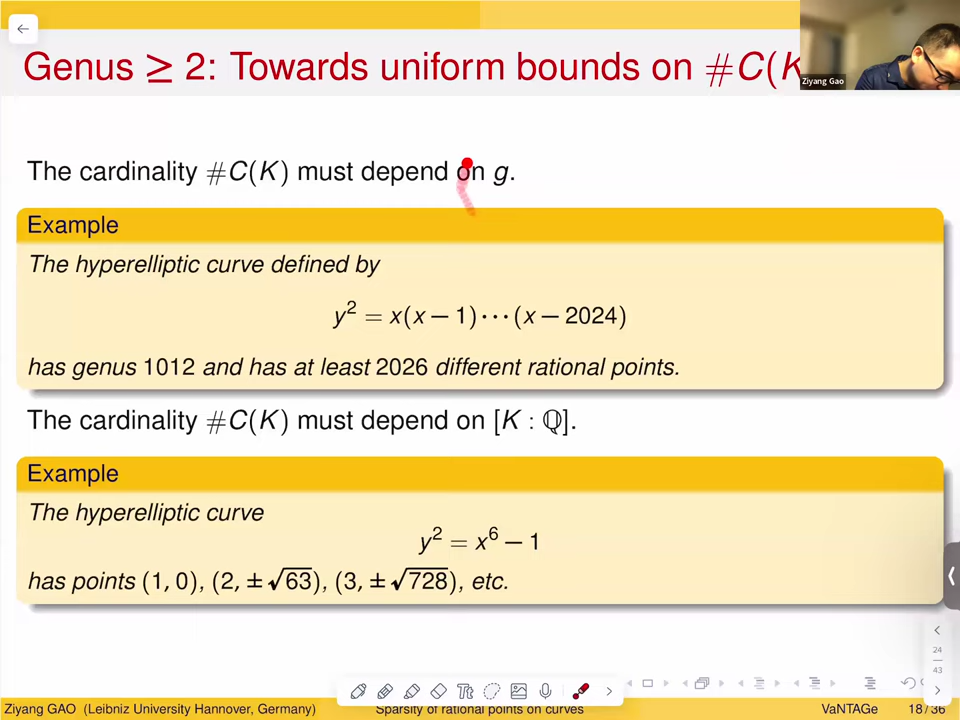 Genus ≥ 2: Towards uniform bounds on #C(K
Ziyang Gao
The cardinality #C(K) must depend on g.
Example
The hyperelliptic curve defined by
y² = x(x − 1)⋯(x − 2024)
has genus 1012 and has at least 2026 different rational points.
The cardinality #C(K) must depend on [K : ℚ].
Example
The hyperelliptic curve
y² = x⁶ − 1
has points (1, 0), (2, ±√63), (3, ±√728), etc.
24
43
Tt
Ziyang GAO (Leibniz University Hannover, Germany) Sparsity of rational points on curves VaNTAGe 18 / 36